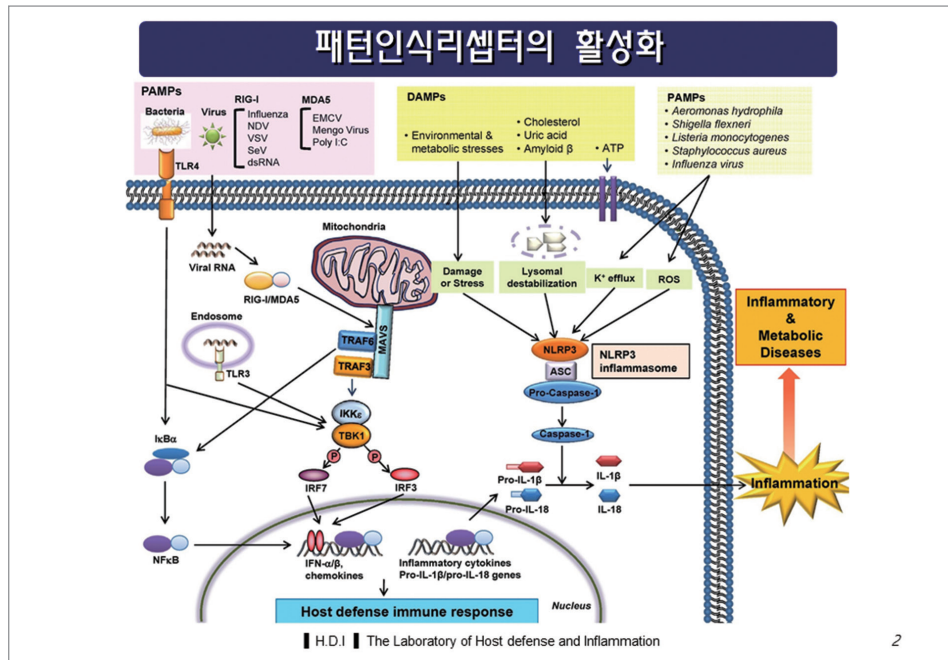 패턴인식리셉터의 활성화
PAMPs
Bacteria
Virus
RIG-I
Influenza
NDV
VSV
SeV
dsRNA
MDA5
EMCV
Mengo Virus
Poly I:C
TLR4
DAMPs
• Environmental &
metabolic stresses
• Cholesterol
• Uric acid
• Amyloid β
• ATP
PAMPs
• Aeromonas hydrophila
• Shigella flexneri
• Listeria monocytogenes
• Staphylococcus aureus
• Influenza virus
Viral RNA
RIG-I/MDA5
Mitochondria
MAVS
TRAF6
TRAF3
Endosome
TLR3
IKKε
TBK1
P
P
IRF7
IRF3
IκBα
NFκB
Damage
or Stress
Lysomal
destabilization
K⁺ efflux
ROS
NLRP3
ASC
Pro-Caspase-1
NLRP3
inflammasome
Caspase-1
Pro-IL-1β
Pro-IL-18
IL-1β
IL-18
Inflammatory
&
Metabolic
Diseases
Inflammation
IFN-α/β,
chemokines
Inflammatory cytokines
Pro-IL-1β/pro-IL-18 genes
Host defense immune response
Nucleus
H.D.I The Laboratory of Host defense and Inflammation
2